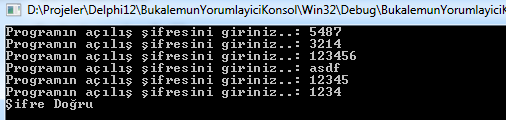 D:\Projeler\Delphi12\BukalemunYorumlayiciKonsol\Win32\Debug\BukalemunYorumlayiciK
Programın açılış şifresini giriniz..: 5487
Programın açılış şifresini giriniz..: 3214
Programın açılış şifresini giriniz..: 123456
Programın açılış şifresini giriniz..: asdf
Programın açılış şifresini giriniz..: 12345
Programın açılış şifresini giriniz..: 1234
Şifre Doğru